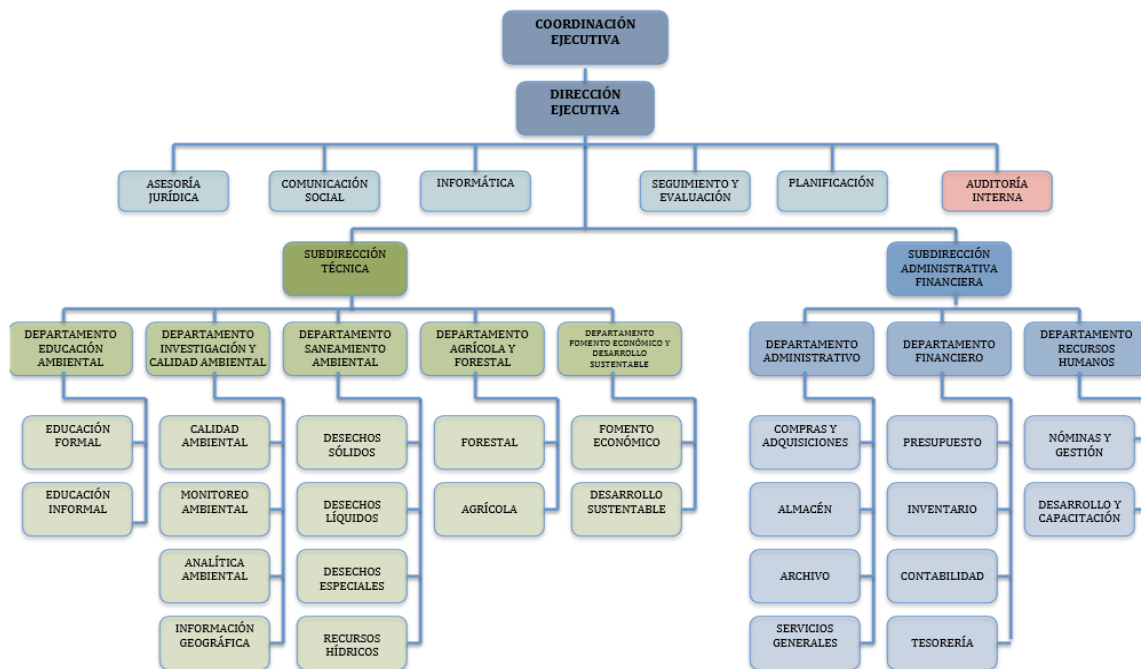 COORDINACIÓN
EJECUTIVA
DIRECCIÓN
EJECUTIVA
ASESORÍA
JURÍDICA
COMUNICACIÓN
SOCIAL
INFORMÁTICA
SEGUIMIENTO Y
EVALUACIÓN
PLANIFICACIÓN
AUDITORÍA
INTERNA
SUBDIRECCIÓN
TÉCNICA
SUBDIRECCIÓN
ADMINISTRATIVA
FINANCIERA
DEPARTAMENTO
EDUCACIÓN
AMBIENTAL
DEPARTAMENTO
INVESTIGACIÓN Y
CALIDAD AMBIENTAL
DEPARTAMENTO
SANEAMIENTO
AMBIENTAL
DEPARTAMENTO
AGRÍCOLA Y
FORESTAL
DEPARTAMENTO
FOMENTO ECONÓMICO Y
DESARROLLO
SUSTENTABLE
DEPARTAMENTO
ADMINISTRATIVO
DEPARTAMENTO
FINANCIERO
DEPARTAMENTO
RECURSOS
HUMANOS
EDUCACIÓN
FORMAL
CALIDAD
AMBIENTAL
DESECHOS
SÓLIDOS
FORESTAL
FOMENTO
ECONÓMICO
COMPRAS Y
ADQUISICIONES
PRESUPUESTO
NÓMINAS Y
GESTIÓN
EDUCACIÓN
INFORMAL
MONITOREO
AMBIENTAL
DESECHOS
LÍQUIDOS
AGRÍCOLA
DESARROLLO
SUSTENTABLE
ALMACÉN
INVENTARIO
DESARROLLO Y
CAPACITACIÓN
ANALÍTICA
AMBIENTAL
DESECHOS
ESPECIALES
ARCHIVO
CONTABILIDAD
INFORMACIÓN
GEOGRÁFICA
RECURSOS
HÍDRICOS
SERVICIOS
GENERALES
TESORERÍA